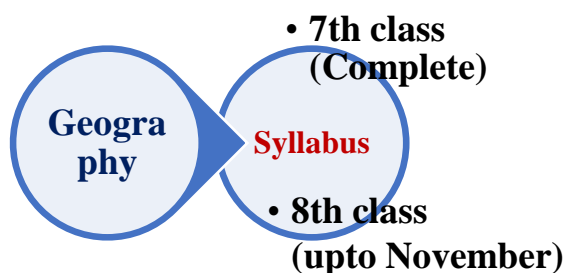 Geogra
phy
• 7th class
(Complete)
Syllabus
• 8th class
(upto November)